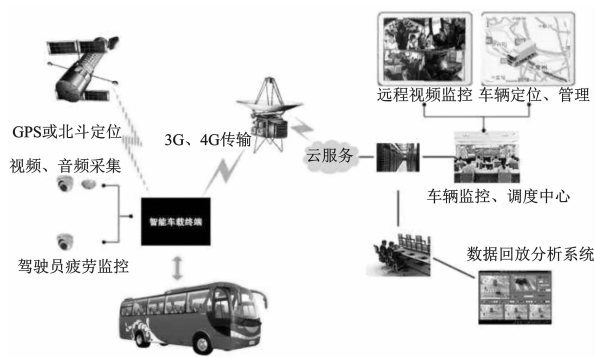 远程视频监控 车辆定位、管理
GPS或北斗定位
3G、4G传输
视频、音频采集
云服务
车辆监控、调度中心
智能车载终端
驾驶员疲劳监控
数据回放分析系统